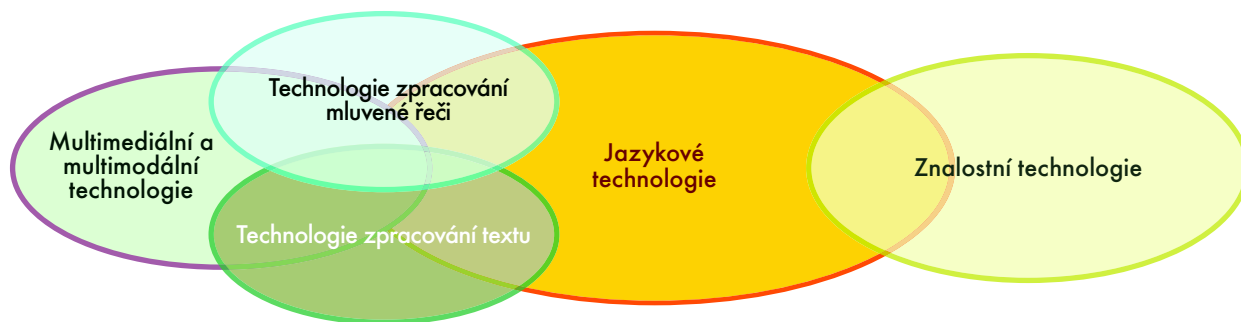 Technologie zpracování
mluvené řeči
Multimediální a
multimodální
technologie
Technologie zpracování textu
Jazykové
technologie
Znalostní technologie